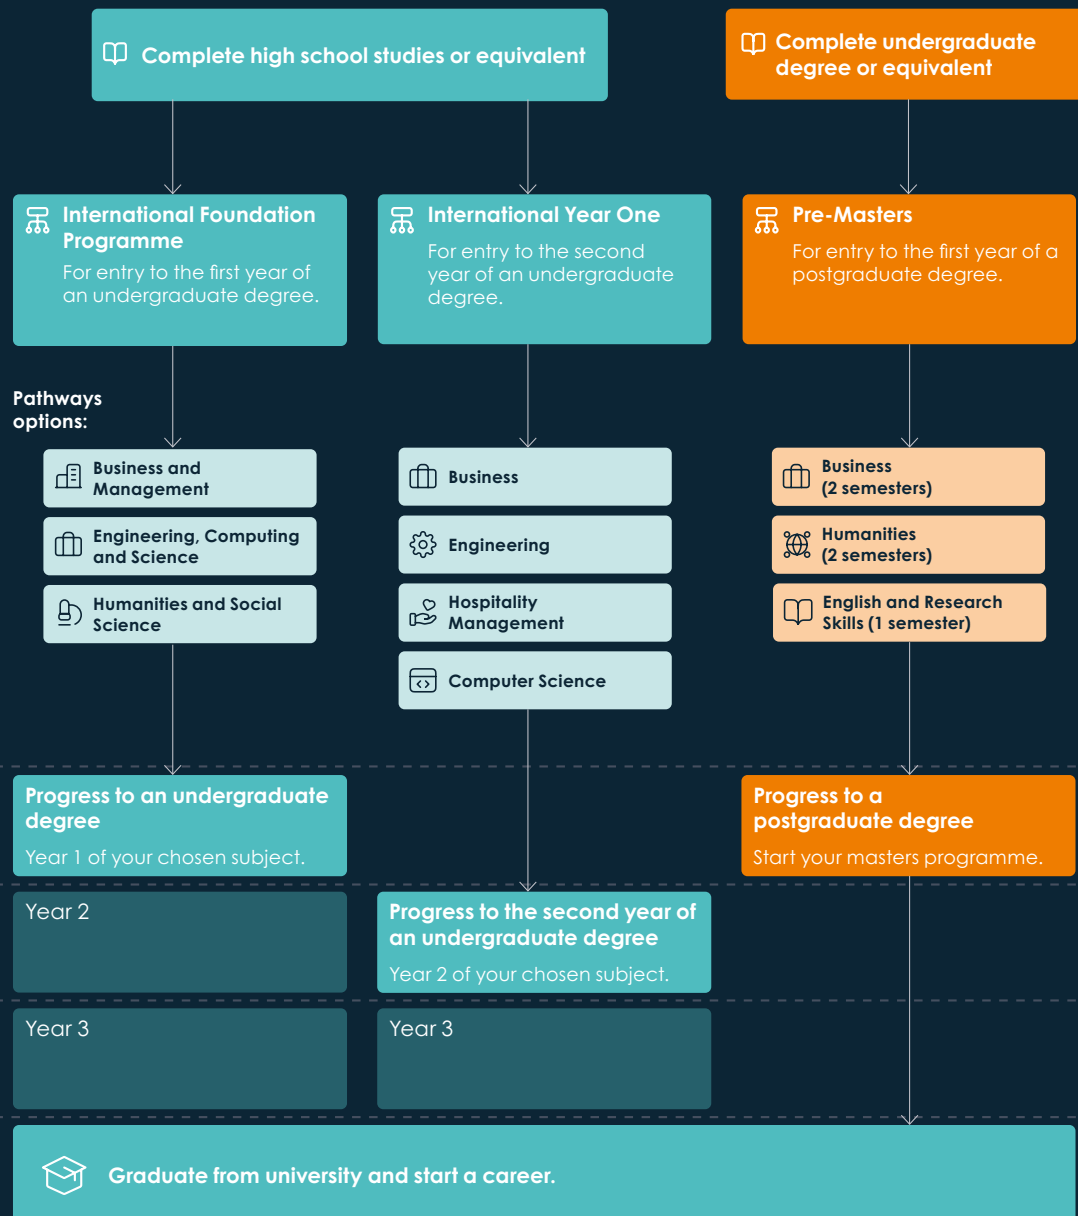 Complete high school studies or equivalent
Complete undergraduate
degree or equivalent
International Foundation
Programme
For entry to the first year of
an undergraduate degree.
International Year One
For entry to the second
year of an undergraduate
degree.
Pre-Masters
For entry to the first year of a
postgraduate degree.
Pathways
options:
Business and
Management
Engineering, Computing
and Science
Humanities and Social
Science
Business
Engineering
Hospitality
Management
Computer Science
Business
(2 semesters)
Humanities
(2 semesters)
English and Research
Skills (1 semester)
Progress to an undergraduate
degree
Year 1 of your chosen subject.
Progress to a
postgraduate degree
Start your masters programme.
Year 2
Progress to the second year of
an undergraduate degree
Year 2 of your chosen subject.
Year 3
Year 3
Graduate from university and start a career.